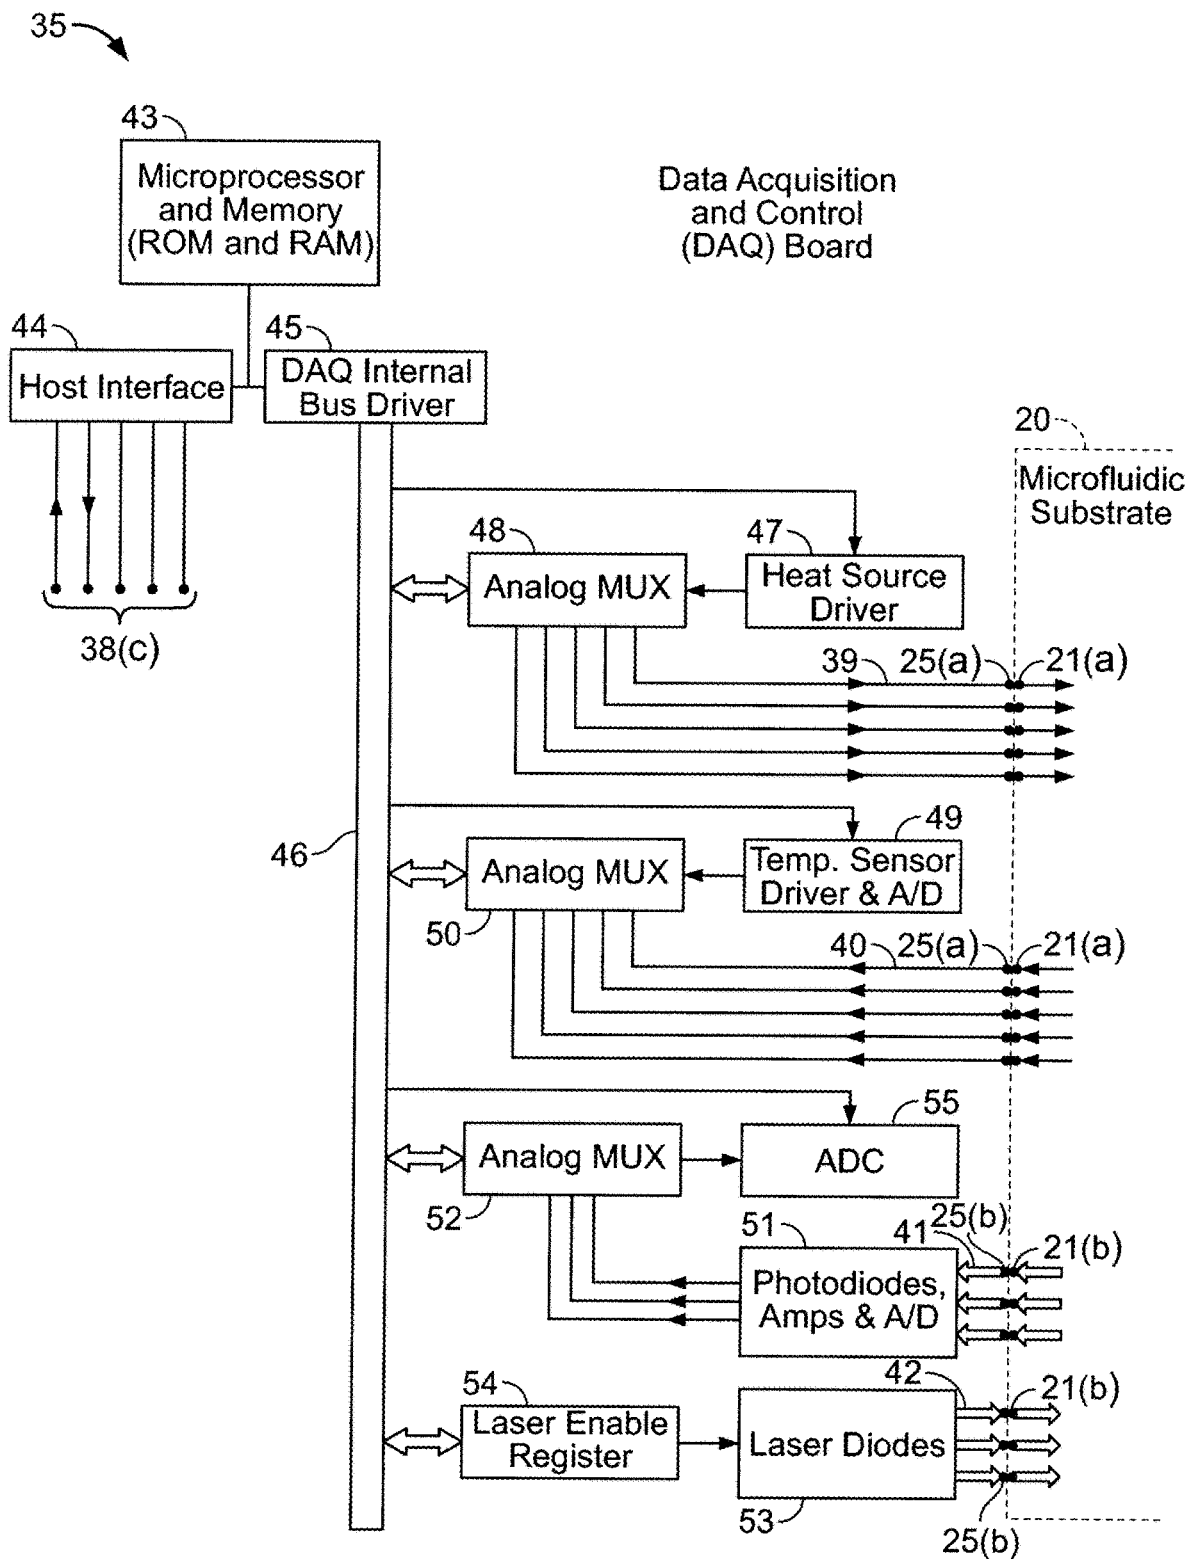 35
43
Microprocessor
and Memory
(ROM and RAM)
Data Acquisition
and Control
(DAQ) Board
44
Host Interface
45
DAQ Internal
Bus Driver
38(c)
20
Microfluidic
Substrate
48
Analog MUX
47
Heat Source
Driver
39
25(a)
21(a)
46
Analog MUX
50
49
Temp. Sensor
Driver & A/D
40
25(a)
21(a)
Analog MUX
52
55
ADC
51
Photodiodes,
Amps & A/D
41
25(b)
21(b)
54
Laser Enable
Register
Laser Diodes
53
42
21(b)
25(b)